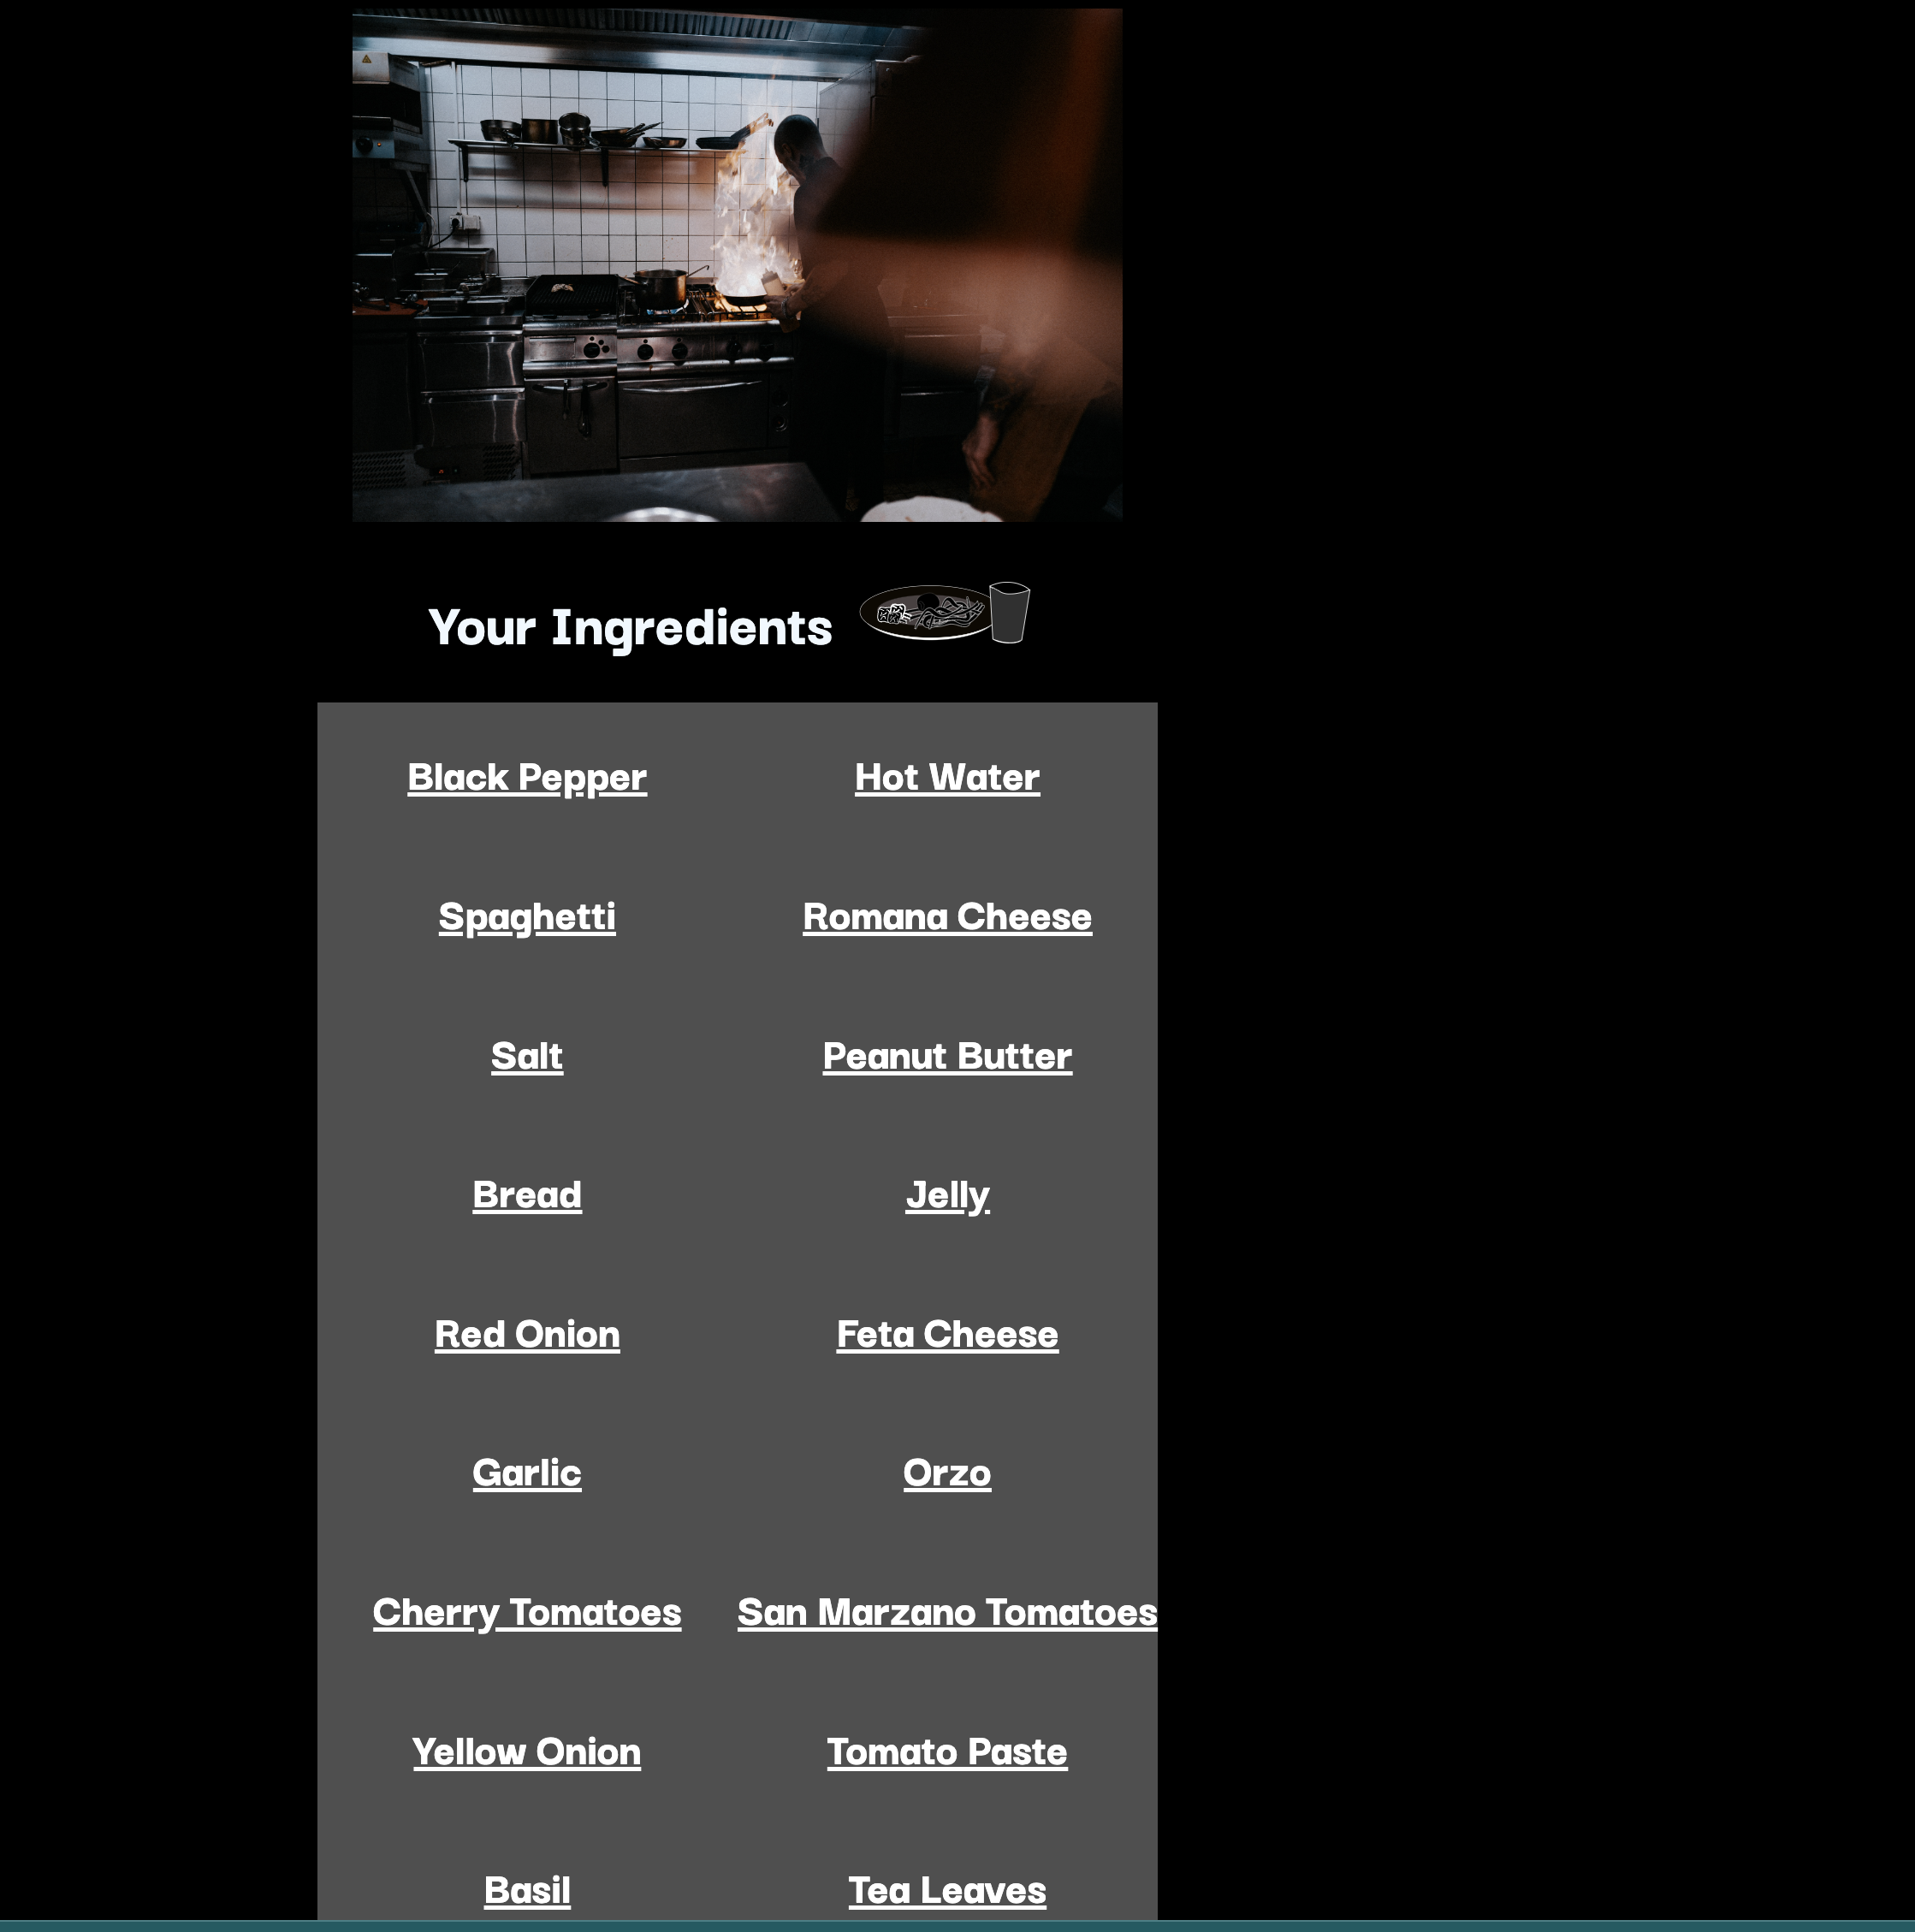 Your Ingredients
Black Pepper Hot Water
Spaghetti Romana Cheese
Salt Peanut Butter
Bread Jelly
Red Onion Feta Cheese
Garlic Orzo
Cherry Tomatoes San Marzano Tomatoes
Yellow Onion Tomato Paste
Basil Tea Leaves